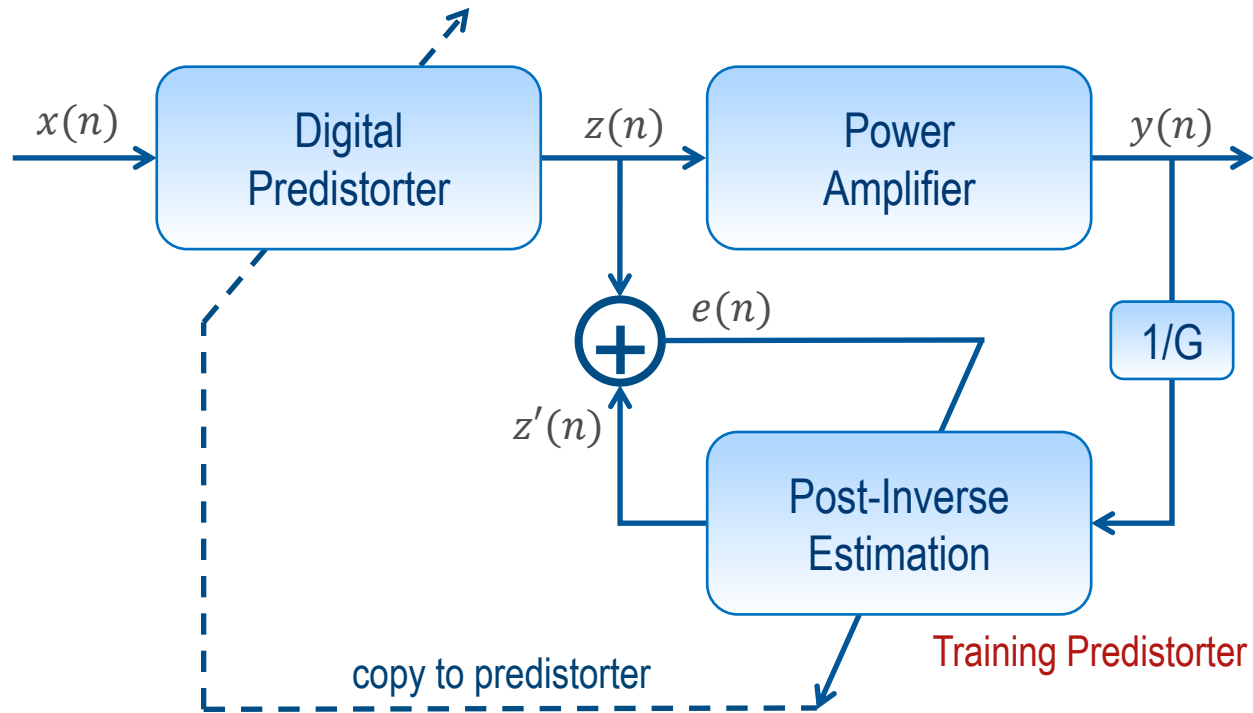 x(n)
Digital
Predistorter
z(n)
Power
Amplifier
y(n)
+
e(n)
1/G
z'(n)
Post-Inverse
Estimation
Training Predistorter
copy to predistorter